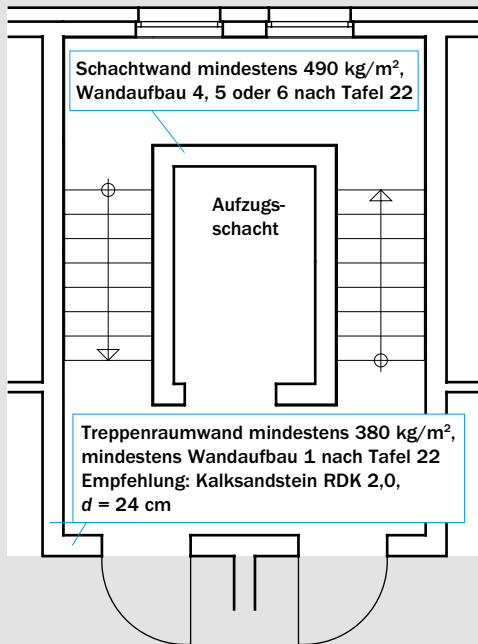 Schachtwand mindestens 490 kg/m²,
Wandaufbau 4, 5 oder 6 nach Tafel 22
Aufzugs-
schacht
Treppenraumwand mindestens 380 kg/m²,
mindestens Wandaufbau 1 nach Tafel 22
Empfehlung: Kalksandstein RDK 2,0,
d = 24 cm